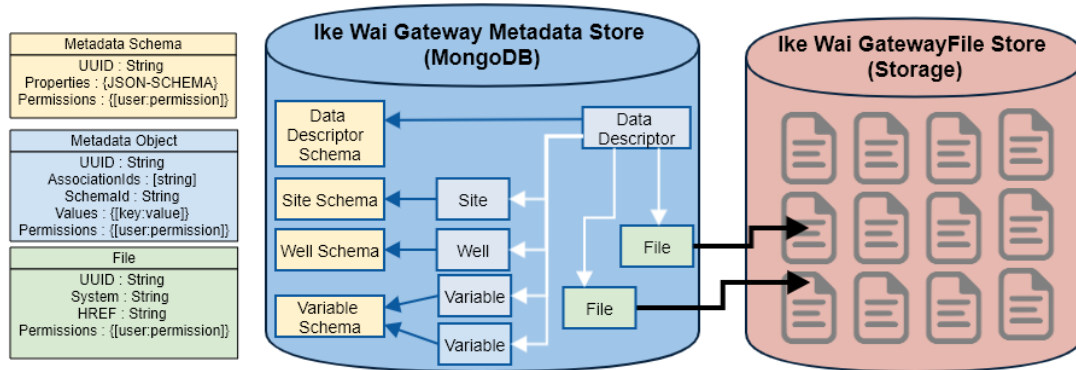 Metadata Schema
UUID : String
Properties : {JSON-SCHEMA}
Permissions : {[user:permission]}
Metadata Object
UUID : String
AssociationIds : [string]
SchemaId : String
Values : {[key:value]}
Permissions : {[user:permission]}
File
UUID : String
System : String
HREF : String
Permissions : {[user:permission]}
Ike Wai Gateway Metadata Store
(MongoDB)
Data
Descriptor
Schema
Data
Descriptor
Site Schema
Site
Well Schema
Well
File
Variable
Schema
Variable
Variable
File
Ike Wai GatewayFile Store
(Storage)